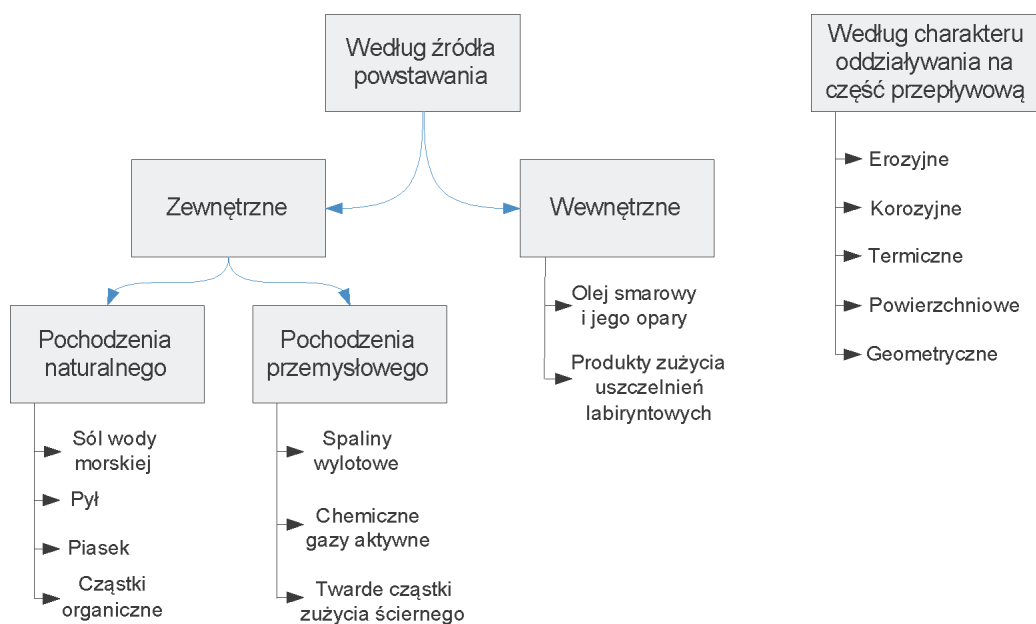 Według źródła
powstawania
Według charakteru
oddziaływania na
część przepływową
Zewnętrzne
Wewnętrzne
Pochodzenia
naturalnego
Sól wody
morskiej
Pył
Piasek
Cząstki
organiczne
Pochodzenia
przemysłowego
Spaliny
wylotowe
Chemiczne
gazy aktywne
Twarde cząstki
zużycia ściernego
Olej smarowy
i jego opary
Produkty zużycia
uszczelnień
labiryntowych
Erozyjne
Korozyjne
Termiczne
Powierzchniowe
Geometryczne